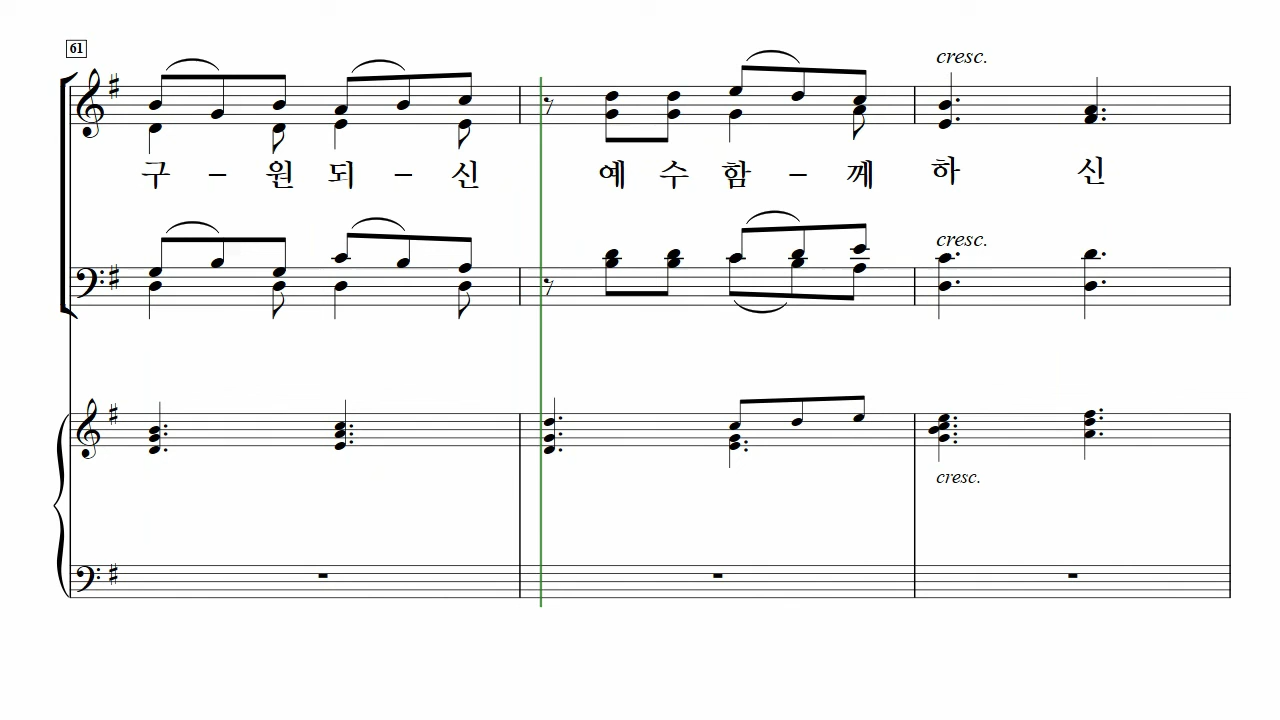 61
cresc.
구 – 원 되 – 신 예 수 함 – 께 하 신
cresc.
cresc.